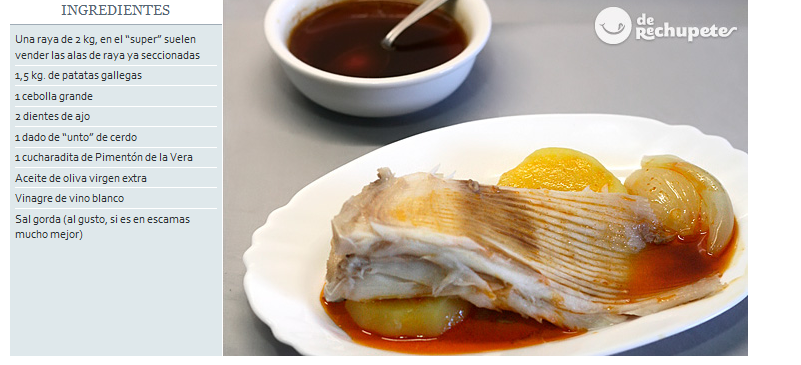 INGREDIENTES
Una raya de 2 kg, en el “super” suelen
vender las alas de raya ya seccionadas
1,5 kg. de patatas gallegas
1 cebolla grande
2 dientes de ajo
1 dado de “unto” de cerdo
1 cucharadita de Pimentón de la Vera
Aceite de oliva virgen extra
Vinagre de vino blanco
Sal gorda (al gusto, si es en escamas
mucho mejor)
de
Rechupete